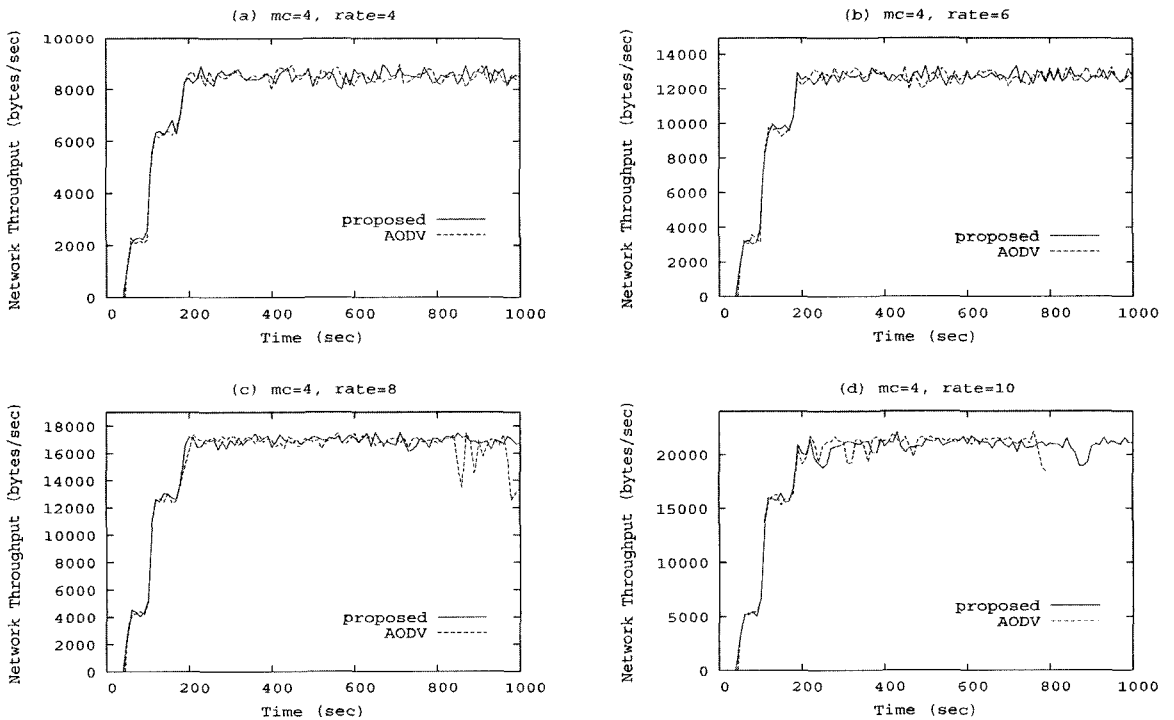 (a) mc=4, rate=4
Network Throughput (bytes/sec)
10000
8000
6000
4000
2000
0
proposed
AODV
0 200 400 600 800 1000
Time (sec)
(b) mc=4, rate=6
Network Throughput (bytes/sec)
14000
12000
10000
8000
6000
4000
2000
0
proposed
AODV
0 200 400 600 800 1000
Time (sec)
(c) mc=4, rate=8
Network Throughput (bytes/sec)
18000
16000
14000
12000
10000
8000
6000
4000
2000
0
proposed
AODV
0 200 400 600 800 1000
Time (sec)
(d) mc=4, rate=10
Network Throughput (bytes/sec)
20000
15000
10000
5000
0
proposed
AODV
0 200 400 600 800 1000
Time (sec)